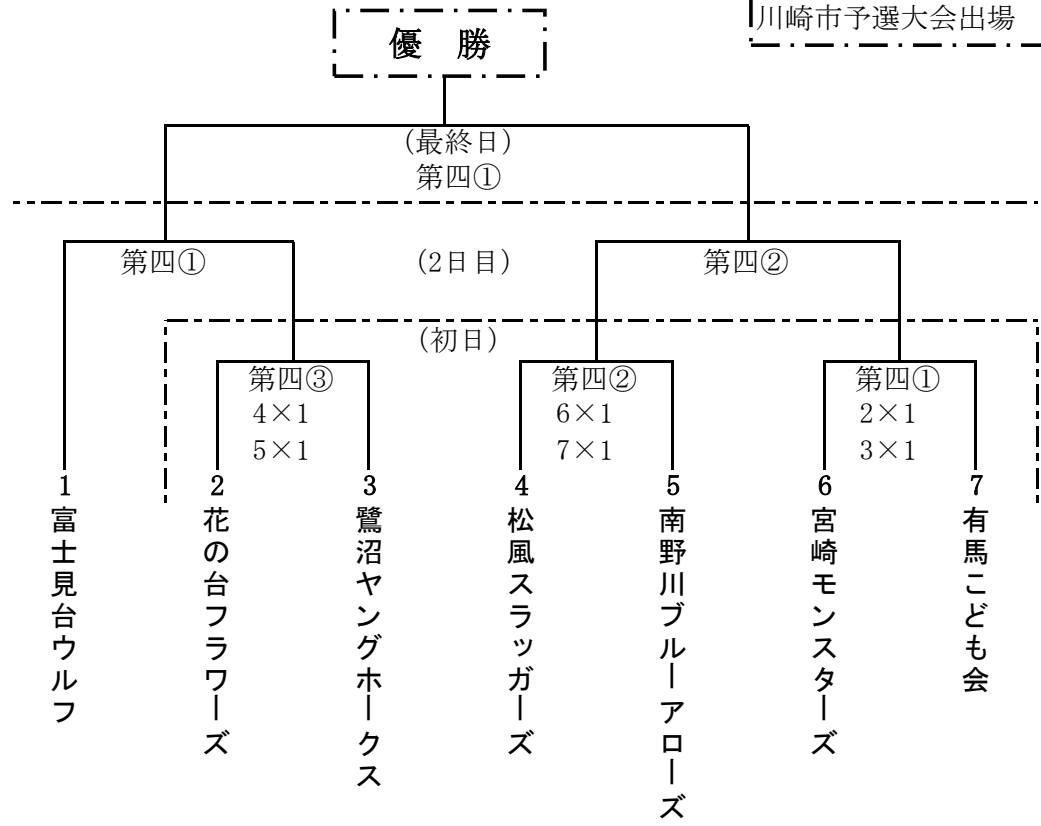 川崎市予選大会出場
優 勝
(最終日)
第四①
第四①
(2日目)
第四②
(初日)
第四③
4×1
5×1
第四②
6×1
7×1
第四①
2×1
3×1
1
富士見台ウルフ
2
花の台フラワーズ
3
鷺沼ヤングホークス
4
松風スラッガーズ
5
南野川ブルーアローズ
6
宮崎モンスターズ
7
有馬こども会